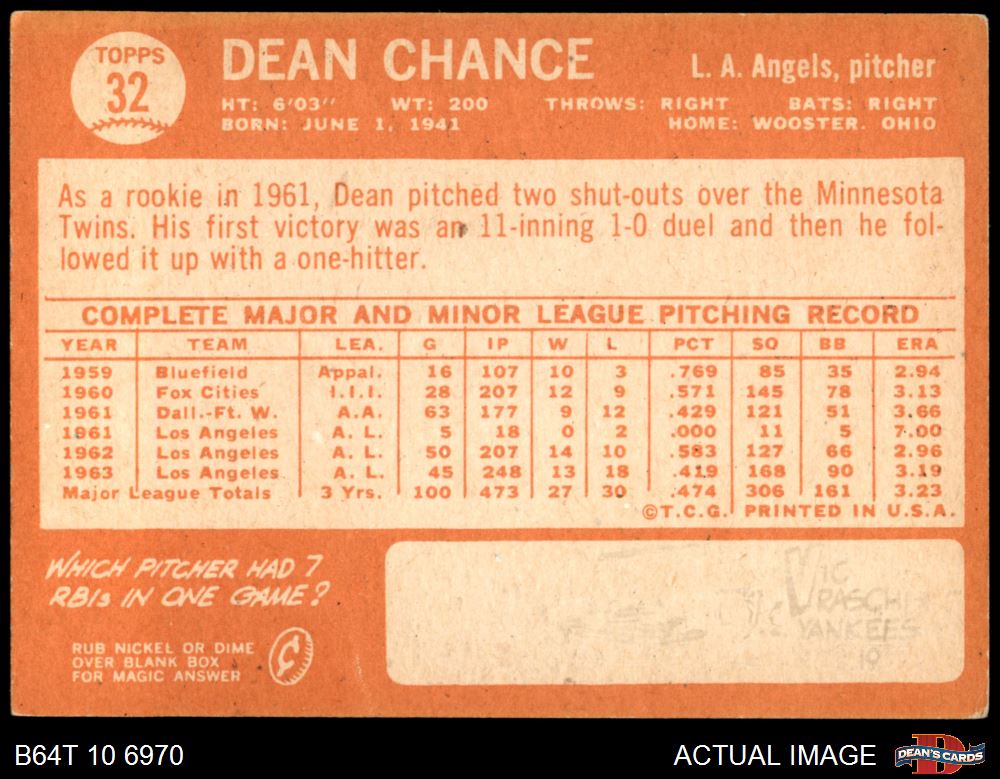 TOPPS
32
DEAN CHANCE
L. A. Angels, pitcher
HT: 6'03" WT: 200 THROWS: RIGHT BATS: RIGHT
BORN: JUNE 1, 1941 HOME: WOOSTER. OHIO
As a rookie in 1961, Dean pitched two shut-outs over the Minnesota
Twins. His first victory was an 11-inning 1-0 duel and then he fol-
lowed it up with a one-hitter.
COMPLETE MAJOR AND MINOR LEAGUE PITCHING RECORD
YEAR TEAM LEA. G IP W L PCT SO BB ERA
1959 Bluefield Appal. 16 107 10 3 .769 85 35 2.94
1960 Fox Cities I.I.I. 28 207 12 9 .571 145 78 3.13
1961 Dall.-Ft. W. A.A. 63 177 9 12 .429 121 51 3.66
1961 Los Angeles A. L. 5 18 0 2 .000 11 5 7.00
1962 Los Angeles A. L. 50 207 14 10 .583 127 66 2.96
1963 Los Angeles A. L. 45 248 13 18 .419 168 90 3.19
Major League Totals 3 Yrs. 100 473 27 30 .474 306 161 3.23
©T.C.G. PRINTED IN U.S.A.
WHICH PITCHER HAD 7
RBIs IN ONE GAME?
RUB NICKEL OR DIME
OVER BLANK BOX
FOR MAGIC ANSWER
VIC
RASCHI
YANKEES
B64T 10 6970
ACTUAL IMAGE
DEAN'S CARDS